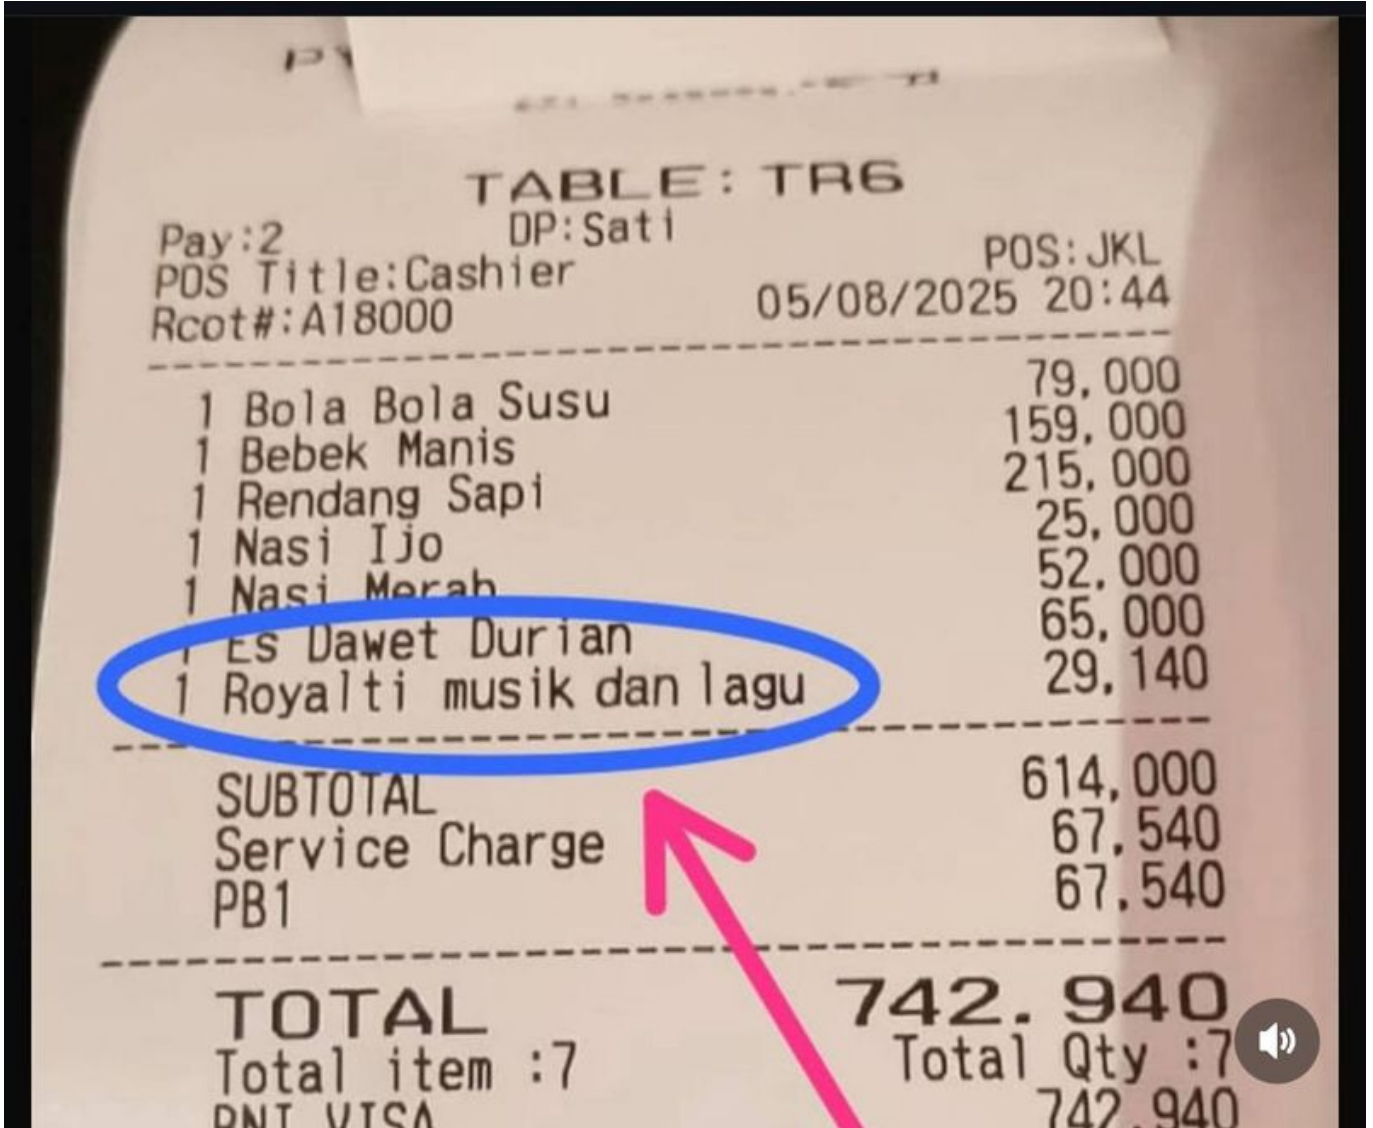 TABLE: TR6
Pay:2 DP:Sati POS:JKL
POS Title:Cashier
Rcot#:A18000 05/08/2025 20:44
1 Bola Bola Susu 79,000
1 Bebek Manis 159,000
1 Rendang Sapi 215,000
1 Nasi Ijo 25,000
1 Nasi Merah 52,000
1 Es Dawet Durian 65,000
1 Royalti musik dan lagu 29,140
SUBTOTAL 614,000
Service Charge 67,540
PB1 67,540
TOTAL 742.940
Total item :7 Total Qty :7
BNI VISA 742,940